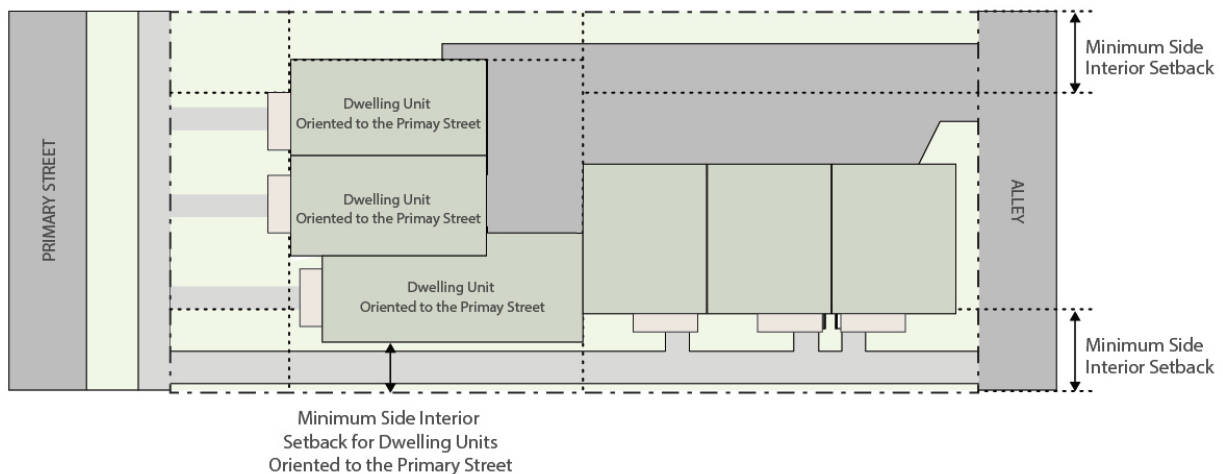 Minimum Side
Interior Setback
Dwelling Unit
Oriented to the Primay Street
PRIMARY STREET
Dwelling Unit
Oriented to the Primay Street
ALLEY
Dwelling Unit
Oriented to the Primay Street
Minimum Side
Interior Setback
Minimum Side Interior
Setback for Dwelling Units
Oriented to the Primary Street